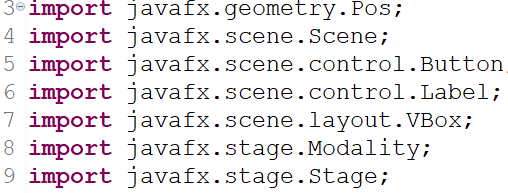 3 import javafx.geometry.Pos;
4 import javafx.scene.Scene;
5 import javafx.scene.control.Button
6 import javafx.scene.control.Label;
7 import javafx.scene.layout.VBox;
8 import javafx.stage.Modality;
9 import javafx.stage.Stage;